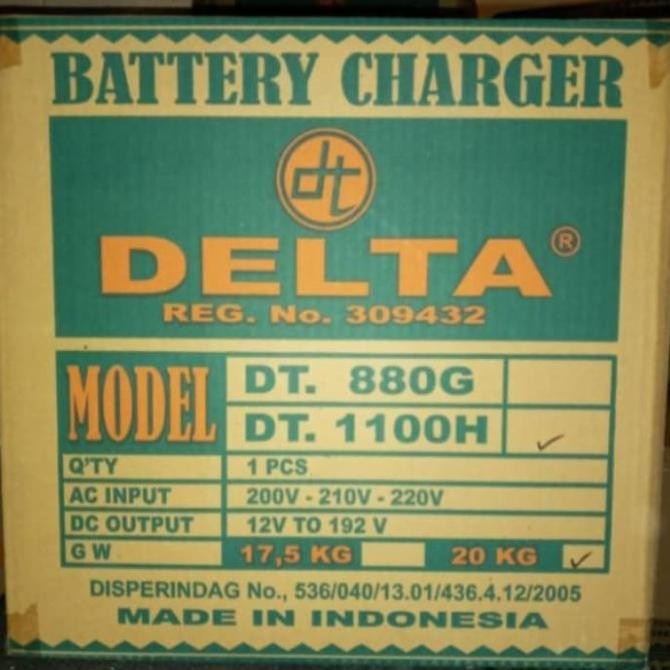 BATTERY CHARGER
dt
DELTA ®
REG. No. 309432
MODEL
DT. 880G
DT. 1100H ✓
Q'TY 1 PCS
AC INPUT 200V - 210V - 220V
DC OUTPUT 12V TO 192 V
G W 17,5 KG 20 KG ✓
DISPERINDAG No., 536/040/13.01/436.4.12/2005
MADE IN INDONESIA